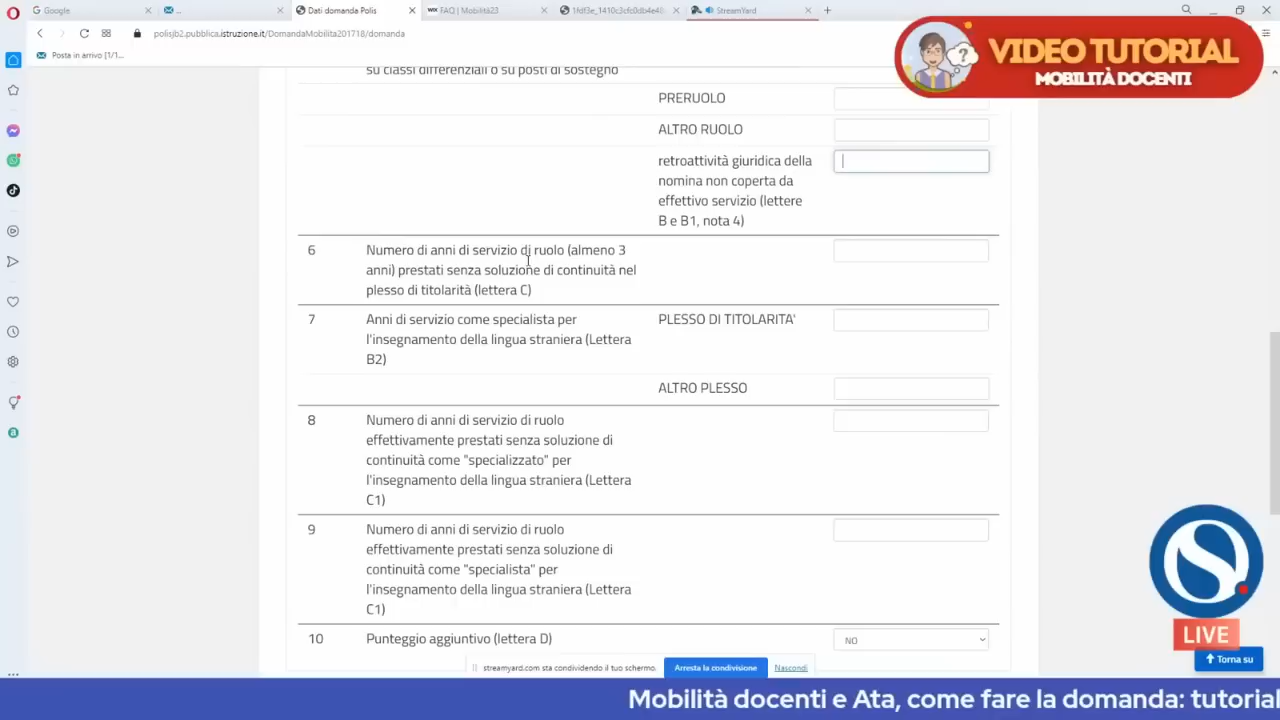 Google
Dati domanda Polis
FAQ | Mobilità23
StreamYard
polisjb2.pubblica.istruzione.it/DomandaMobilita201718/domanda
Posta in arrivo [1/1...
VIDEO TUTORIAL
MOBILITÀ DOCENTI
su classi differenziali o su posti di sostegno
PRERUOLO
ALTRO RUOLO
retroattività giuridica della
nomina non coperta da
effettivo servizio (lettere
B e B1, nota 4)
6 Numero di anni di servizio di ruolo (almeno 3
anni) prestati senza soluzione di continuità nel
plesso di titolarità (lettera C)
7 Anni di servizio come specialista per PLESSO DI TITOLARITA'
l'insegnamento della lingua straniera (Lettera
B2)
ALTRO PLESSO
8 Numero di anni di servizio di ruolo
effettivamente prestati senza soluzione di
continuità come "specializzato" per
l'insegnamento della lingua straniera (Lettera
C1)
9 Numero di anni di servizio di ruolo
effettivamente prestati senza soluzione di
continuità come "specialista" per
l'insegnamento della lingua straniera (Lettera
C1)
10 Punteggio aggiuntivo (lettera D) NO
streamyard.com sta condividendo il tuo schermo. Arresta la condivisione Nascondi
LIVE
Torna su
Mobilità docenti e Ata, come fare la domanda: tutorial